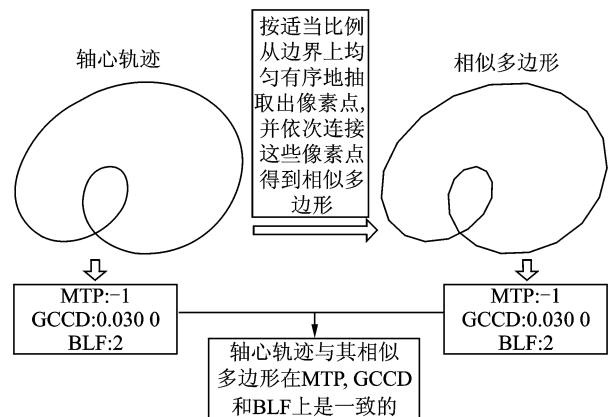 轴心轨迹
按适当比例
从边界上均
匀有序地抽
取出像素点,
并依次连接
这些像素点
得到相似多
边形
相似多边形
MTP:−1
GCCD:0.030 0
BLF:2
MTP:−1
GCCD:0.030 0
BLF:2
轴心轨迹与其相似
多边形在MTP, GCCD
和BLF上是一致的